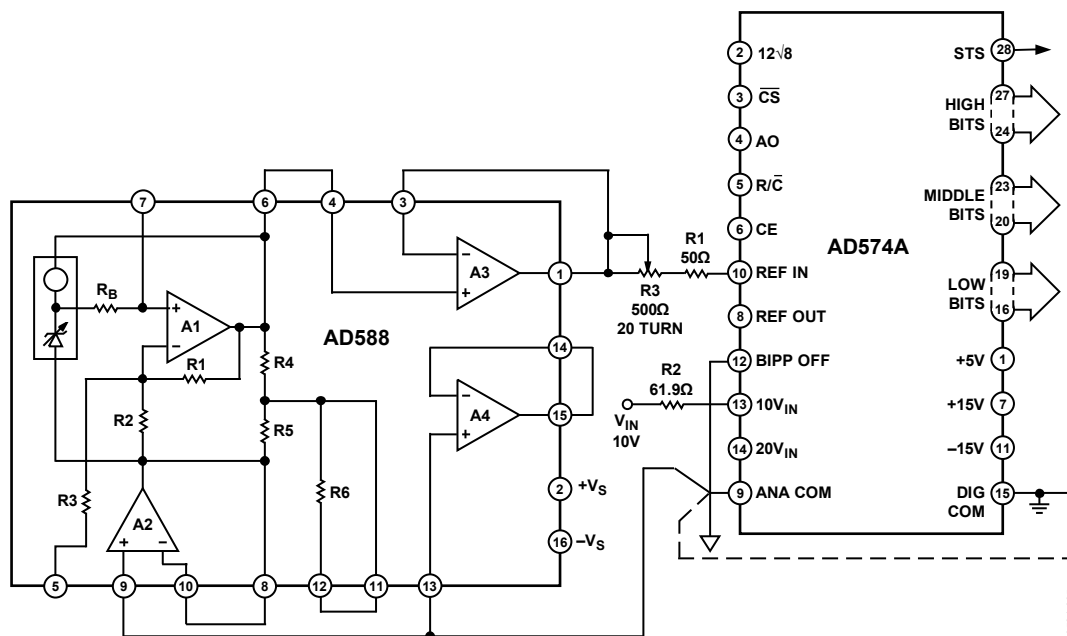 7
6
4
3
R_B
A1
+
–
R1
R2
R3
R4
R5
R6
A2
+
–
AD588
A3
–
+
1
14
A4
–
+
15
2
+V_S
16
–V_S
5
9
10
8
12
11
13
R3
500Ω
20 TURN
R1
50Ω
R2
61.9Ω
V_IN
10V
AD574A
2
12√8
3
C̅S̅
4
AO
5
R/C̅
6
CE
10
REF IN
8
REF OUT
12
BIPP OFF
13
10V_IN
14
20V_IN
9
ANA COM
STS
28
HIGH
BITS
27
24
MIDDLE
BITS
23
20
LOW
BITS
19
16
+5V
1
+15V
7
–15V
11
DIG
COM
15